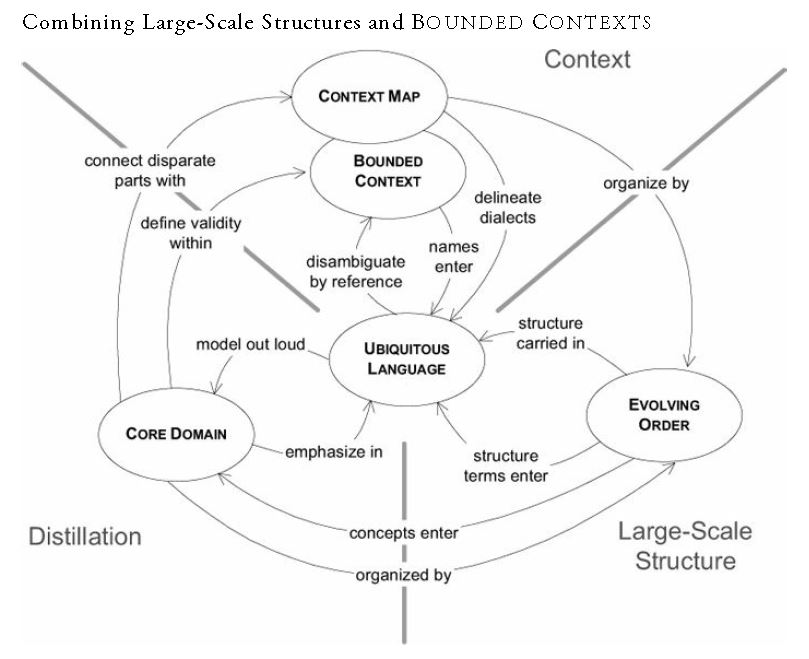 Combining Large-Scale Structures and BOUNDED CONTEXTS
Context
CONTEXT MAP
BOUNDED
CONTEXT
connect disparate
parts with
organize by
delineate
dialects
define validity
within
names
enter
disambiguate
by reference
structure
carried in
model out loud
UBIQUITOUS
LANGUAGE
EVOLVING
ORDER
CORE DOMAIN
emphasize in
structure
terms enter
Distillation
concepts enter
Large-Scale
Structure
organized by